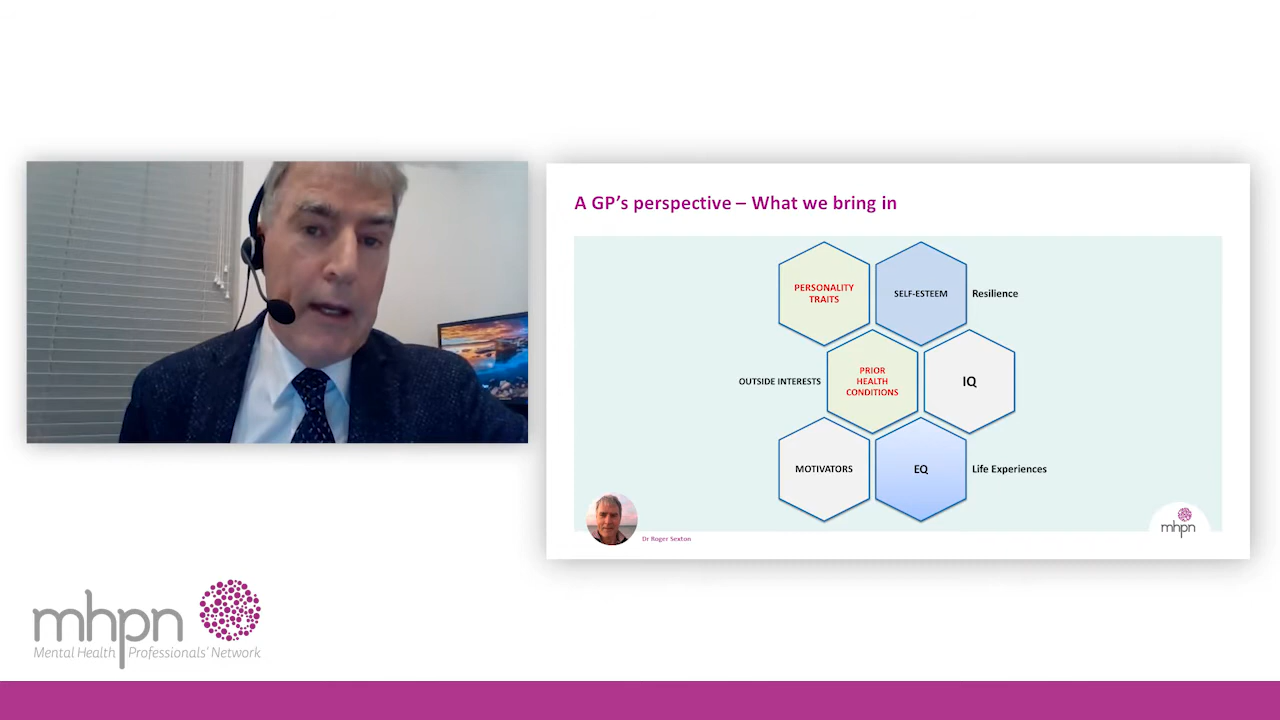 A GP's perspective – What we bring in
PERSONALITY
TRAITS
SELF-ESTEEM
Resilience
OUTSIDE INTERESTS
PRIOR
HEALTH
CONDITIONS
IQ
MOTIVATORS
EQ
Life Experiences
Dr Roger Sexton
mhpn
mhpn
Mental Health Professionals' Network